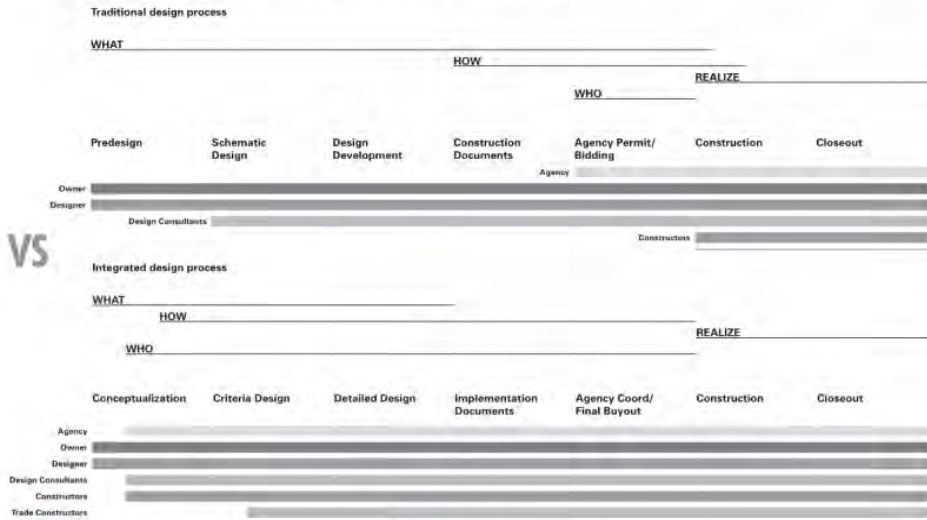 Traditional design process
WHAT
HOW
REALIZE
WHO
Predesign
Schematic
Design
Design
Development
Construction
Documents
Agency Permit/
Bidding
Construction
Closeout
Agency
Owner
Designer
Design Consultants
Constructors
VS
Integrated design process
WHAT
HOW
REALIZE
WHO
Conceptualization
Criteria Design
Detailed Design
Implementation
Documents
Agency Coord/
Final Buyout
Construction
Closeout
Agency
Owner
Designer
Design Consultants
Constructors
Trade Constructors